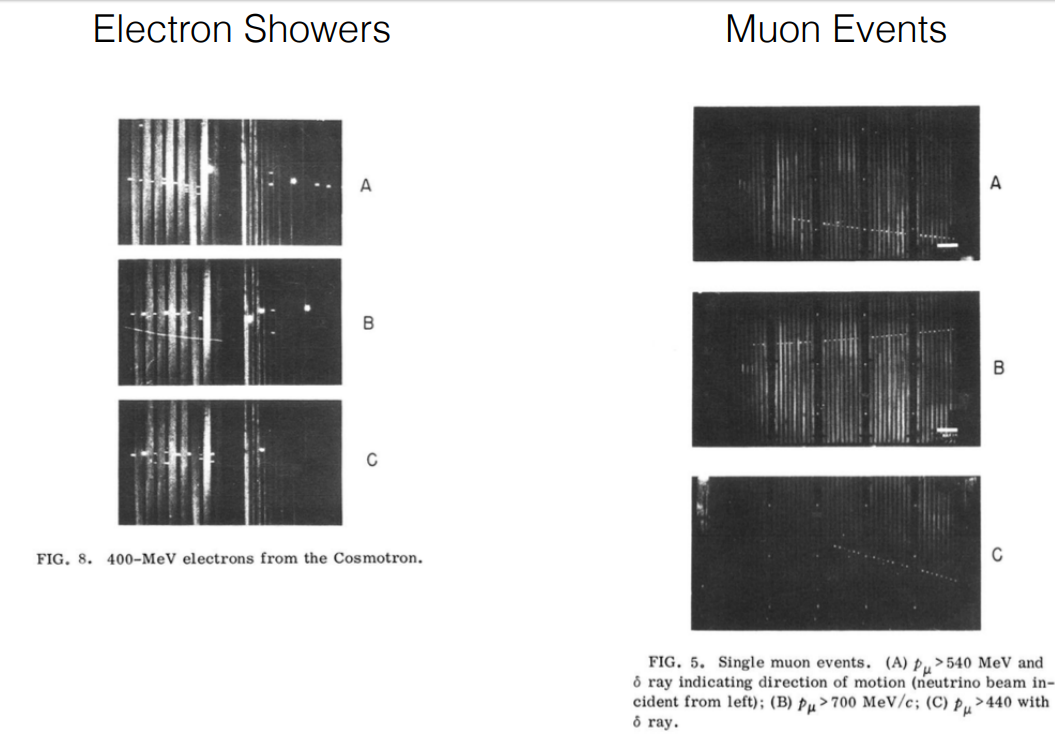 Electron Showers
A
B
C
FIG. 8. 400-MeV electrons from the Cosmotron.
Muon Events
A
B
C
FIG. 5. Single muon events. (A) pμ>540 MeV and
δ ray indicating direction of motion (neutrino beam in-
cident from left); (B) pμ>700 MeV/c; (C) pμ>440 with
δ ray.